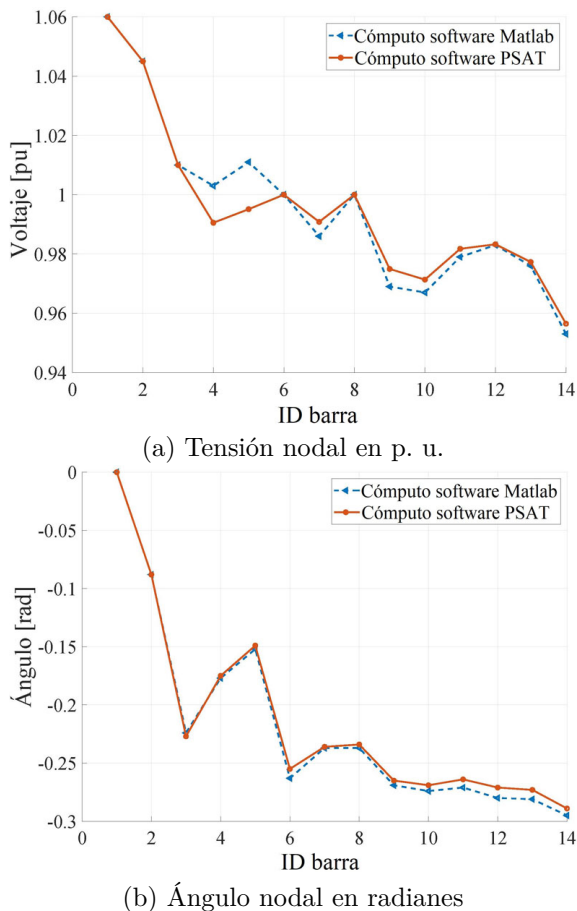 1.06
1.04
1.02
1
0.98
0.96
0.94
Voltaje [pu]
Cómputo software Matlab
Cómputo software PSAT
0 2 4 6 8 10 12 14
ID barra
(a) Tensión nodal en p. u.
0
-0.05
-0.1
-0.15
-0.2
-0.25
-0.3
Ángulo [rad]
Cómputo software Matlab
Cómputo software PSAT
0 2 4 6 8 10 12 14
ID barra
(b) Ángulo nodal en radianes